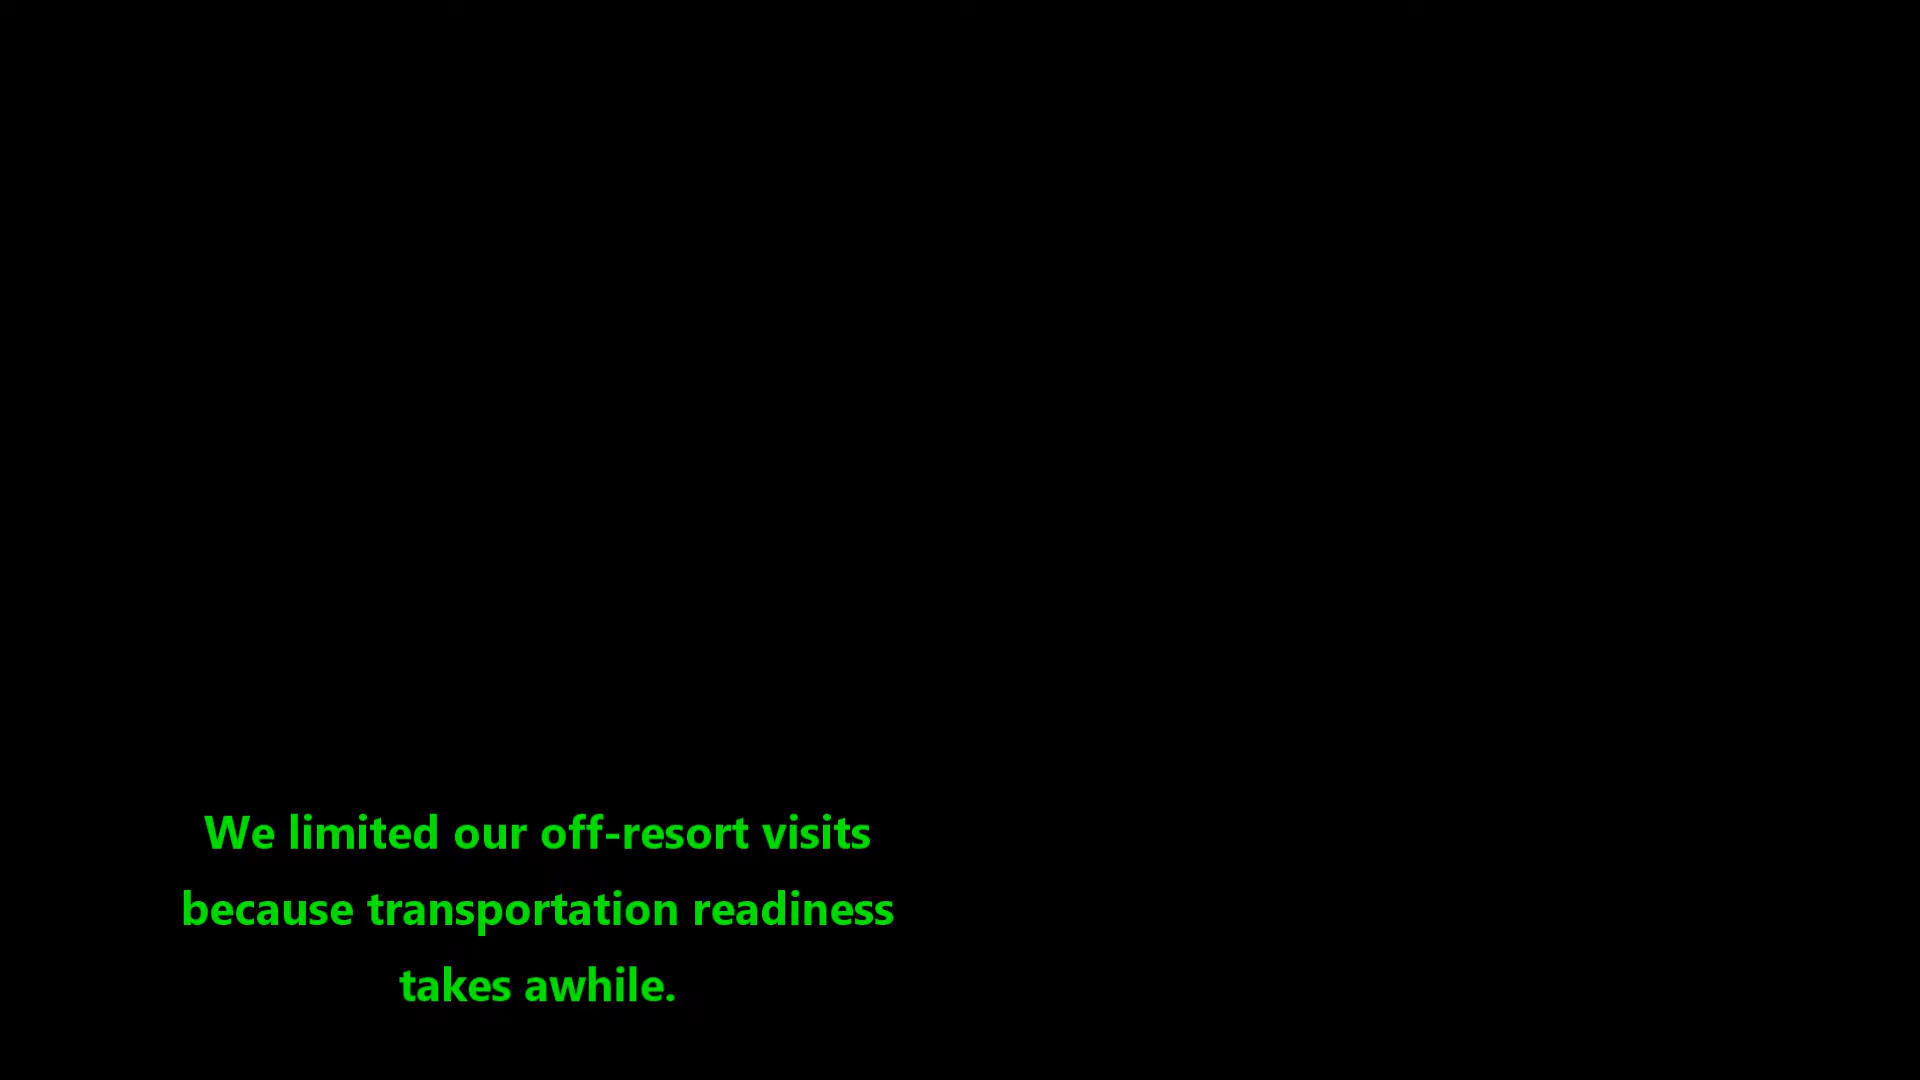 We limited our off-resort visits
because transportation readiness
takes awhile.